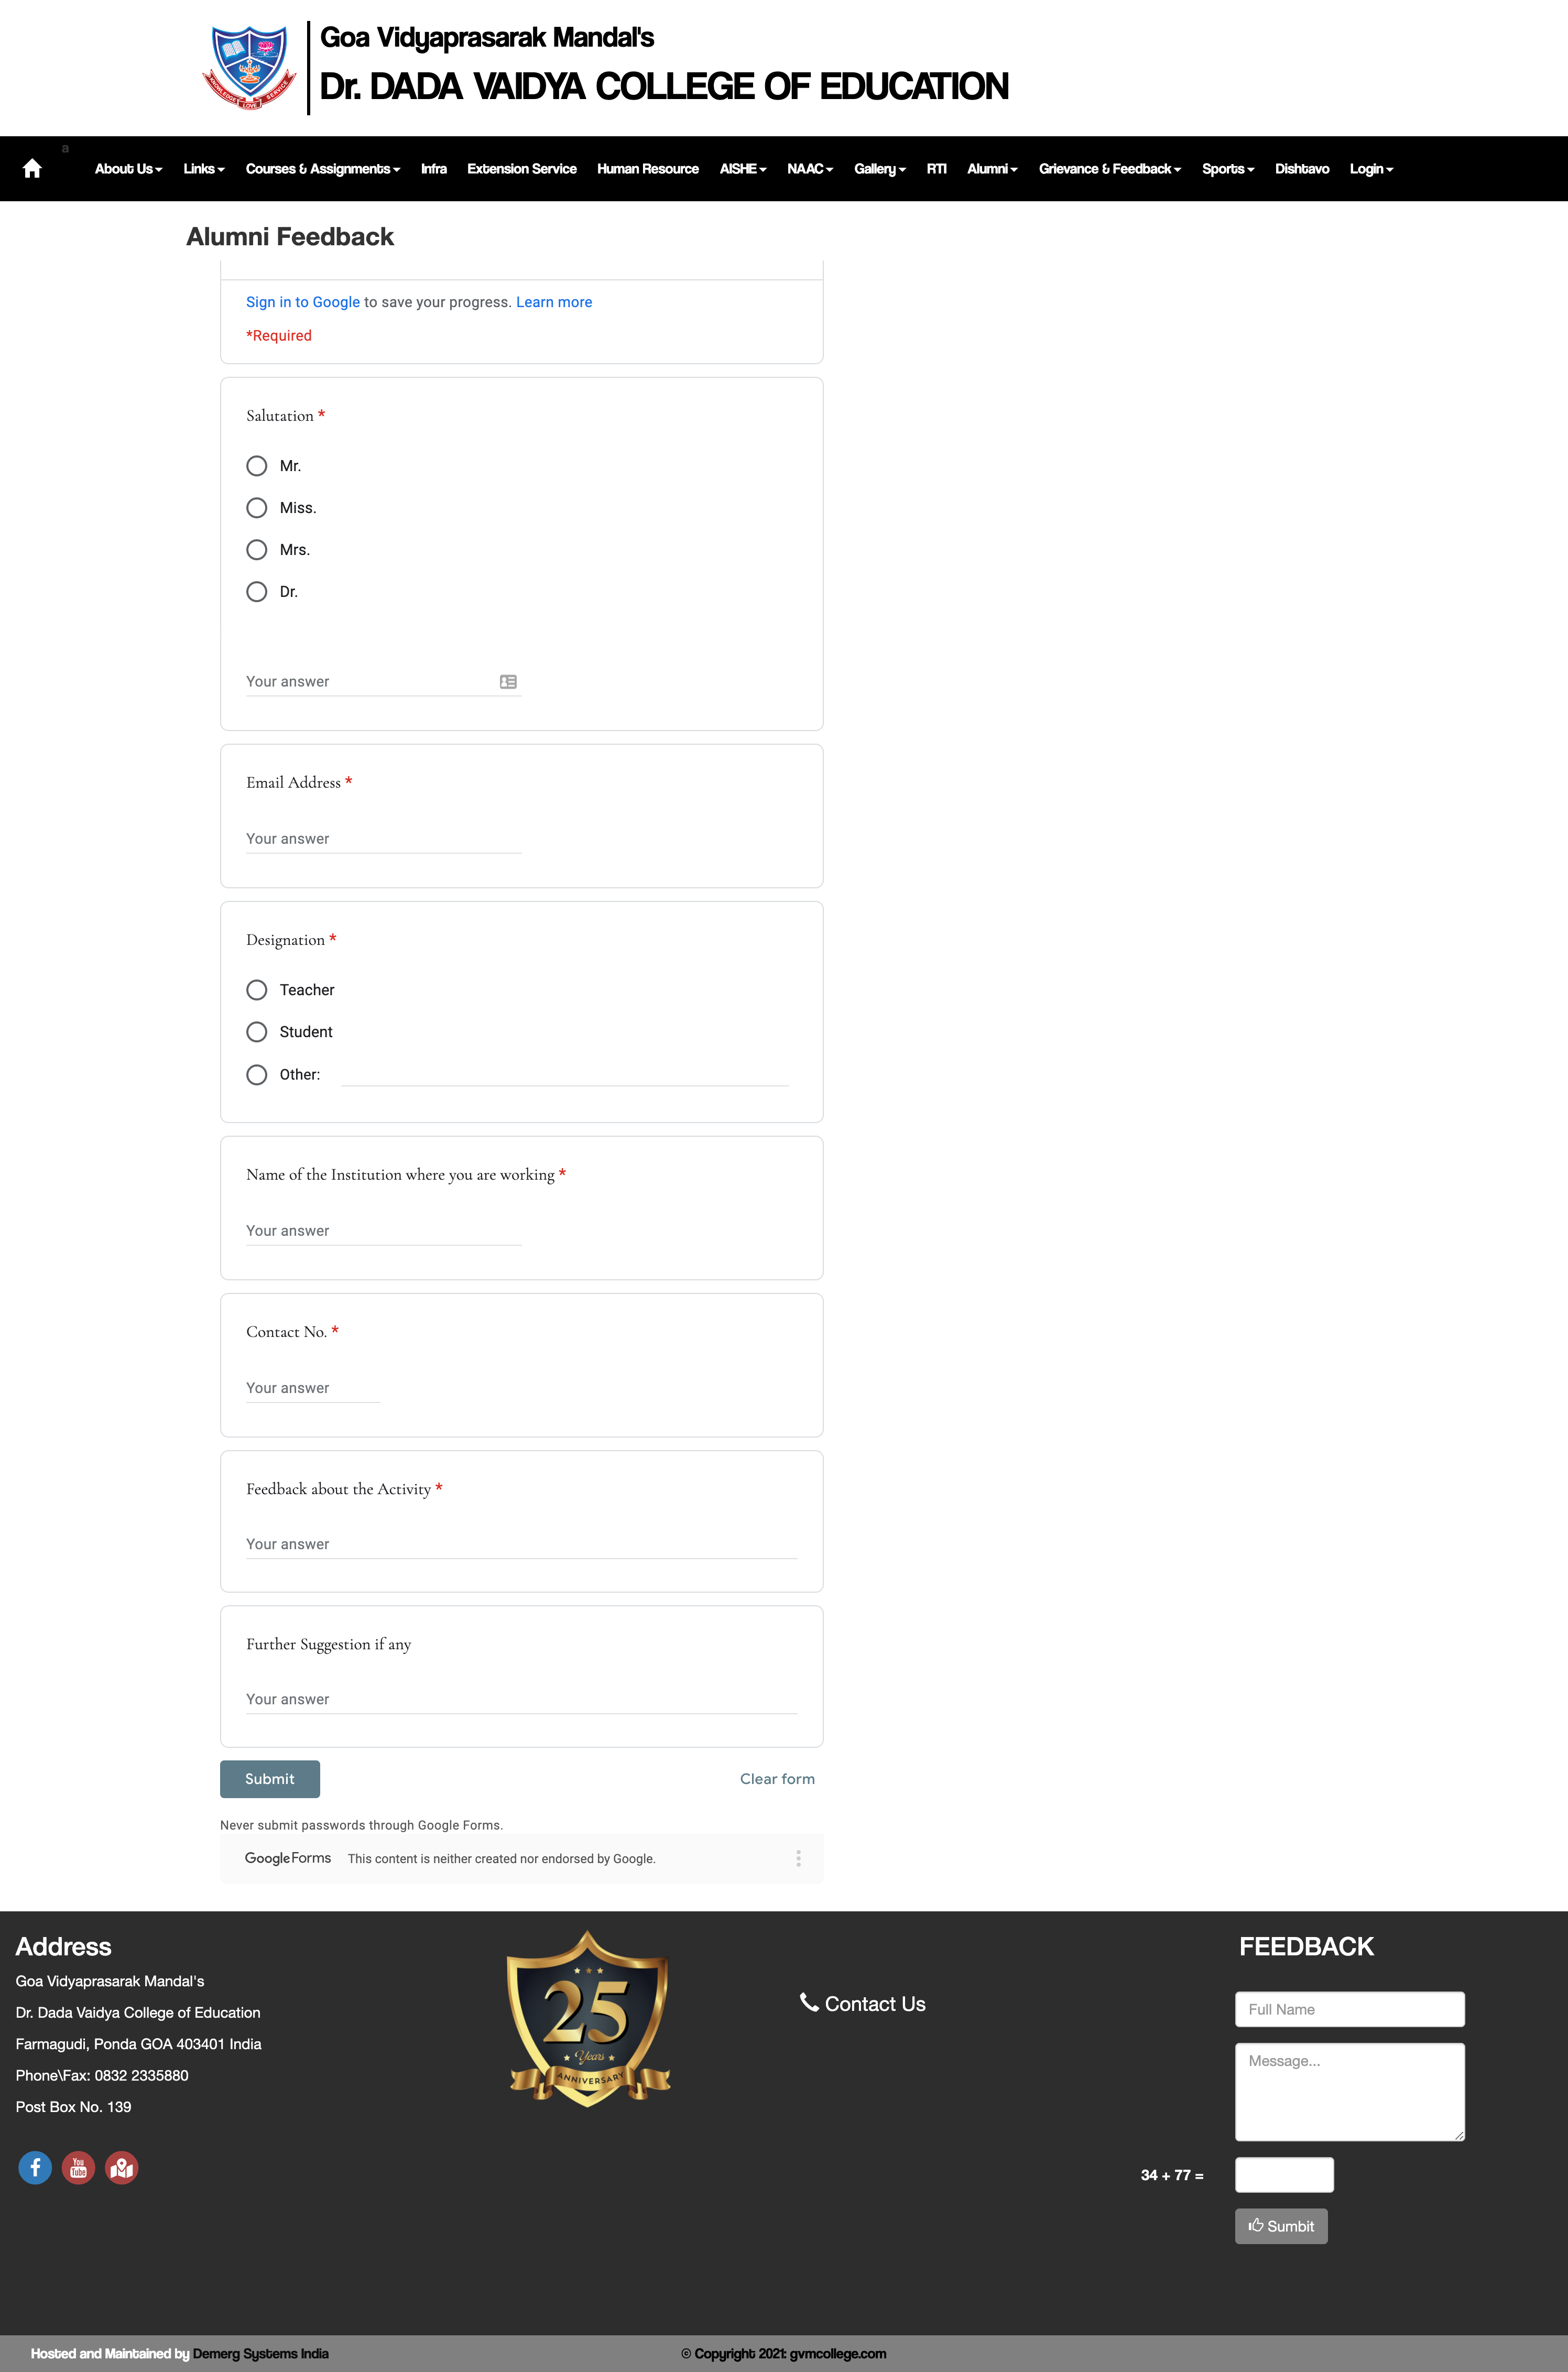 KNOWLEDGE LOVE SERVICE
Goa Vidyaprasarak Mandal's
Dr. DADA VAIDYA COLLEGE OF EDUCATION
a
About Us Links Courses & Assignments Infra Extension Service Human Resource AISHE NAAC Gallery RTI Alumni Grievance & Feedback Sports Dishtavo Login
Alumni Feedback
Sign in to Google to save your progress. Learn more
*Required
Salutation *
Mr.
Miss.
Mrs.
Dr.
Your answer
Email Address *
Your answer
Designation *
Teacher
Student
Other:
Name of the Institution where you are working *
Your answer
Contact No. *
Your answer
Feedback about the Activity *
Your answer
Further Suggestion if any
Your answer
Submit Clear form
Never submit passwords through Google Forms.
Google Forms This content is neither created nor endorsed by Google.
Address
Goa Vidyaprasarak Mandal's
Dr. Dada Vaidya College of Education
Farmagudi, Ponda GOA 403401 India
Phone\Fax: 0832 2335880
Post Box No. 139
You
Tube
25
Years
ANNIVERSARY
Contact Us
FEEDBACK
Full Name
Message...
34 + 77 =
Sumbit
Hosted and Maintained by Demerg Systems India
© Copyright 2021: gvmcollege.com